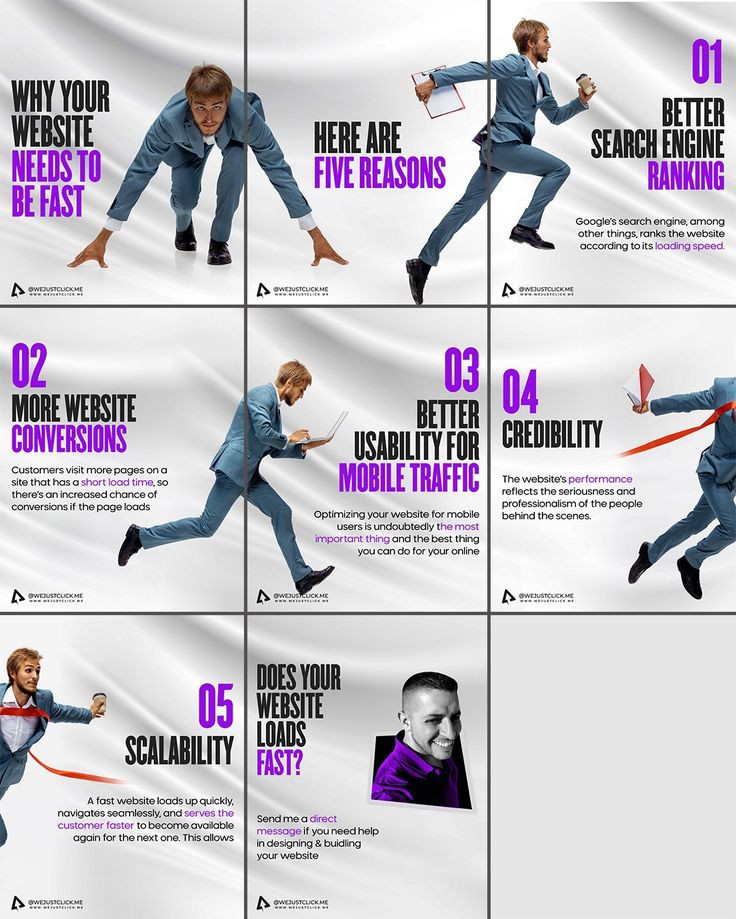 WHY YOUR
WEBSITE
NEEDS TO
BE FAST
@WEJUSTCLICK.ME
WWW.WEJUSTCLICK.ME
HERE ARE
FIVE REASONS
@WEJUSTCLICK.ME
WWW.WEJUSTCLICK.ME
01
BETTER
SEARCH ENGINE
RANKING
Google's search engine, among
other things, ranks the website
according to its loading speed.
@WEJUSTCLICK.ME
WWW.WEJUSTCLICK.ME
02
MORE WEBSITE
CONVERSIONS
Customers visit more pages on a
site that has a short load time, so
there's an increased chance of
conversions if the page loads
@WEJUSTCLICK.ME
WWW.WEJUSTCLICK.ME
03
BETTER
USABILITY FOR
MOBILE TRAFFIC
Optimizing your website for mobile
users is undoubtedly the most
important thing and the best thing
you can do for your online
@WEJUSTCLICK.ME
WWW.WEJUSTCLICK.ME
04
CREDIBILITY
The website's performance
reflects the seriousness and
professionalism of the people
behind the scenes.
@WEJUSTCLICK.ME
WWW.WEJUSTCLICK.ME
05
SCALABILITY
A fast website loads up quickly,
navigates seamlessly, and serves the
customer faster to become available
again for the next one. This allows
@WEJUSTCLICK.ME
WWW.WEJUSTCLICK.ME
DOES YOUR
WEBSITE
LOADS
FAST?
Send me a direct
message if you need help
in designing & buidling
your website
@WEJUSTCLICK.ME
WWW.WEJUSTCLICK.ME